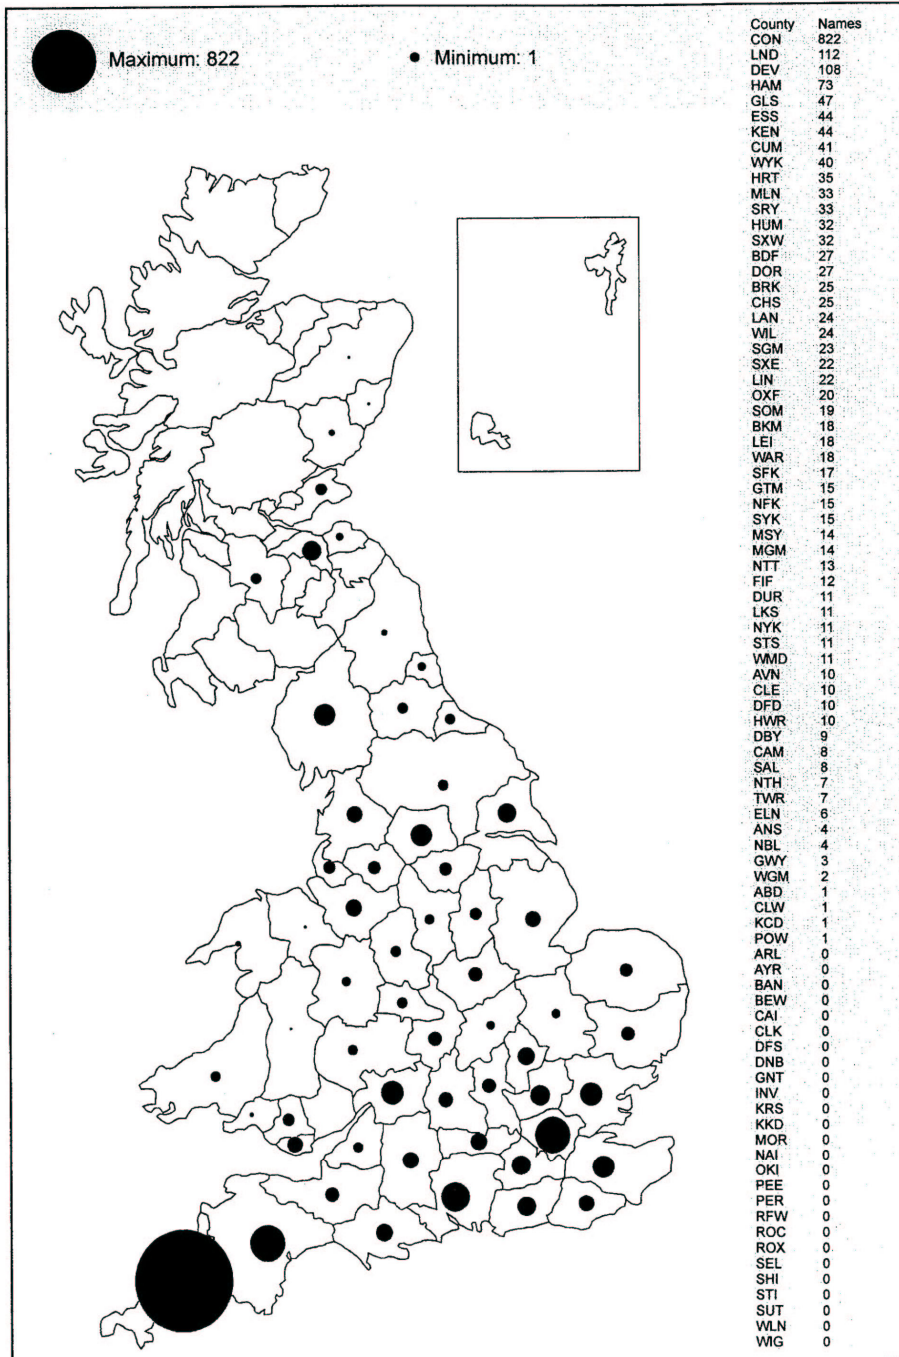 Maximum: 822
Minimum: 1
County Names
CON 822
LND 112
DEV 108
HAM 73
GLS 47
ESS 44
KEN 44
CUM 41
WYK 40
HRT 35
MLN 33
SRY 33
HUM 32
SXW 32
BDF 27
DOR 27
BRK 25
CHS 25
LAN 24
WIL 24
SGM 23
SXE 22
LIN 22
OXF 20
SOM 19
BKM 18
LEI 18
WAR 18
SFK 17
GTM 15
NFK 15
SYK 15
MSY 14
MGM 14
NTT 13
FIF 12
DUR 11
LKS 11
NYK 11
STS 11
WMD 11
AVN 10
CLE 10
DFD 10
HWR 10
DBY 9
CAM 8
SAL 8
NTH 7
TWR 7
ELN 6
ANS 4
NBL 4
GWY 3
WGM 2
ABD 1
CLW 1
KCD 1
POW 1
ARL 0
AYR 0
BAN 0
BEW 0
CAI 0
CLK 0
DFS 0
DNB 0
GNT 0
INV 0
KRS 0
KKD 0
MOR 0
NAI 0
OKI 0
PEE 0
PER 0
RFW 0
ROC 0
ROX 0
SEL 0
SHI 0
STI 0
SUT 0
WLN 0
WIG 0